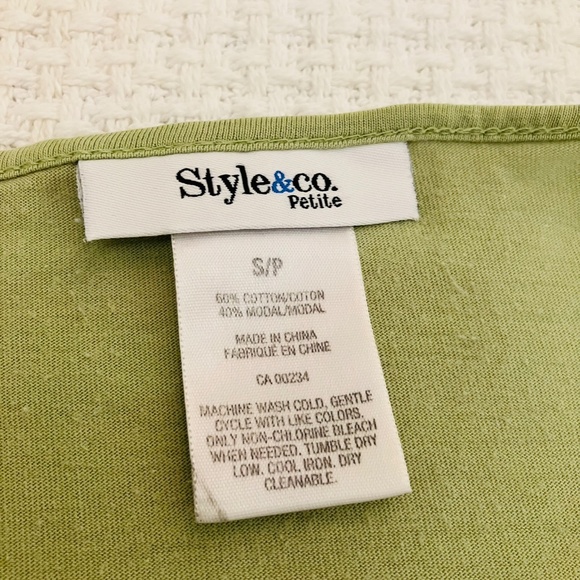 Style&co.
Petite
S/P
60% COTTON/COTON
40% MODAL/MODAL
MADE IN CHINA
FABRIQUÉ EN CHINE
CA 00234
MACHINE WASH COLD, GENTLE
CYCLE WITH LIKE COLORS.
ONLY NON-CHLORINE BLEACH
WHEN NEEDED. TUMBLE DRY
LOW. COOL IRON. DRY
CLEANABLE.